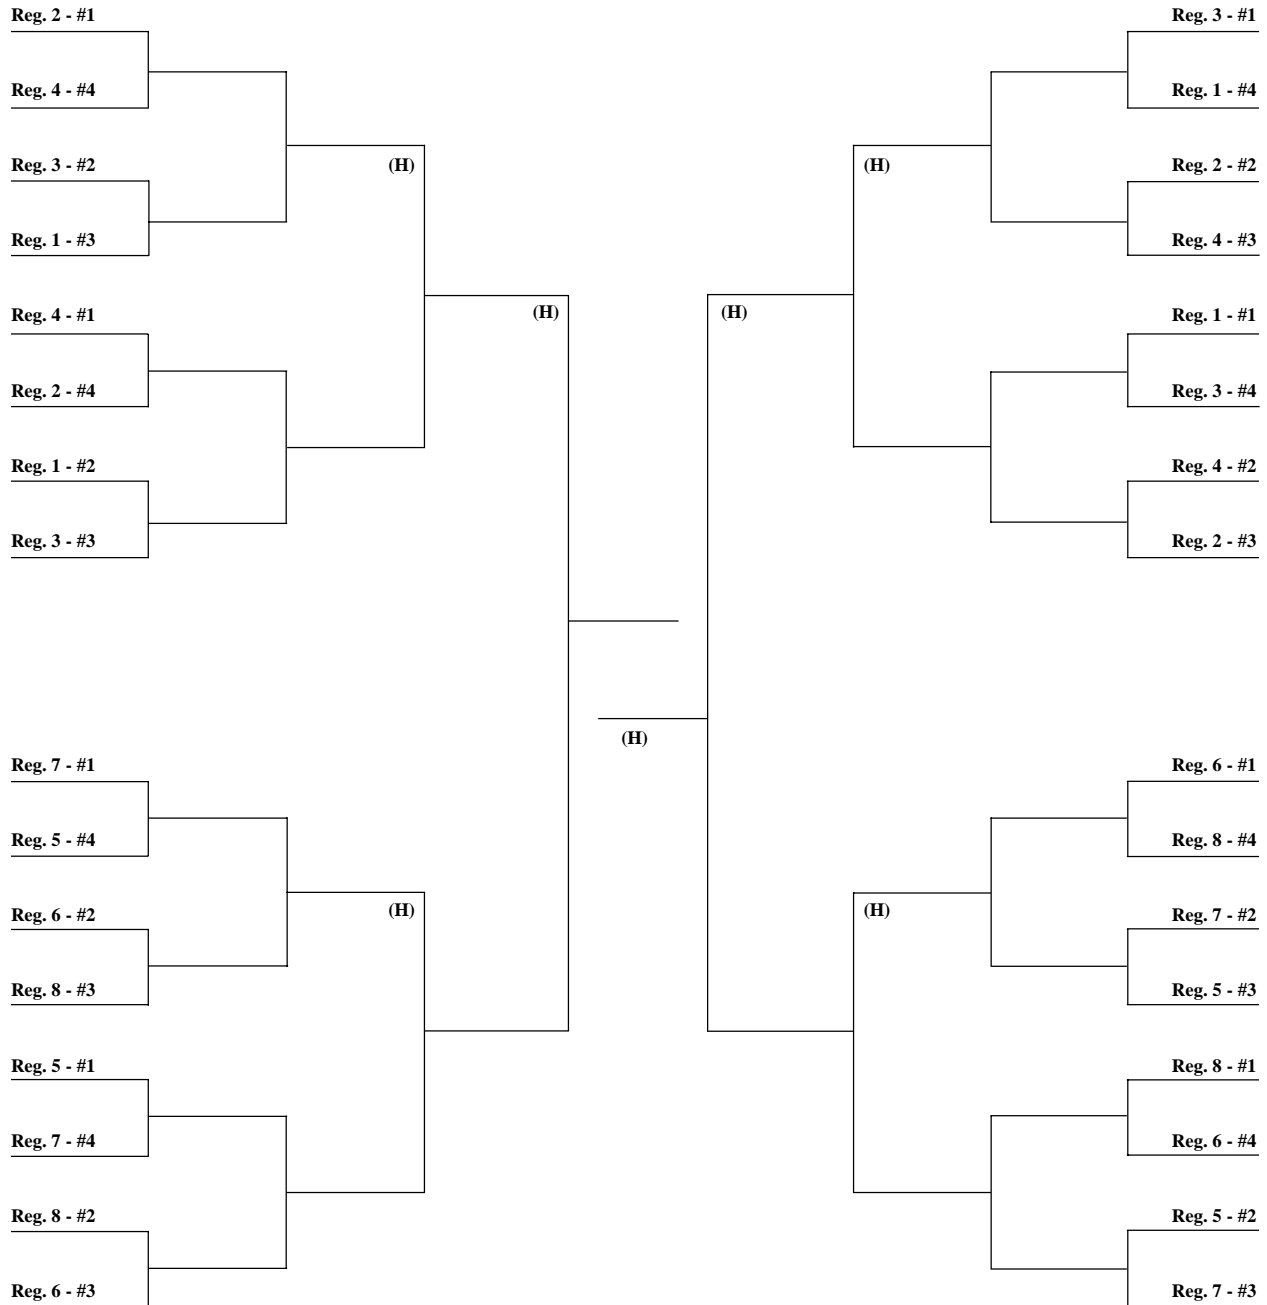 Reg. 2 - #1
Reg. 4 - #4
Reg. 3 - #2
(H)
Reg. 1 - #3
Reg. 4 - #1
(H)
Reg. 2 - #4
Reg. 1 - #2
Reg. 3 - #3
Reg. 7 - #1
Reg. 5 - #4
Reg. 6 - #2
(H)
Reg. 8 - #3
Reg. 5 - #1
Reg. 7 - #4
Reg. 8 - #2
Reg. 6 - #3
(H)
Reg. 3 - #1
Reg. 1 - #4
(H)
Reg. 2 - #2
Reg. 4 - #3
(H)
Reg. 1 - #1
Reg. 3 - #4
Reg. 4 - #2
Reg. 2 - #3
Reg. 6 - #1
Reg. 8 - #4
(H)
Reg. 7 - #2
Reg. 5 - #3
Reg. 8 - #1
Reg. 6 - #4
Reg. 5 - #2
Reg. 7 - #3